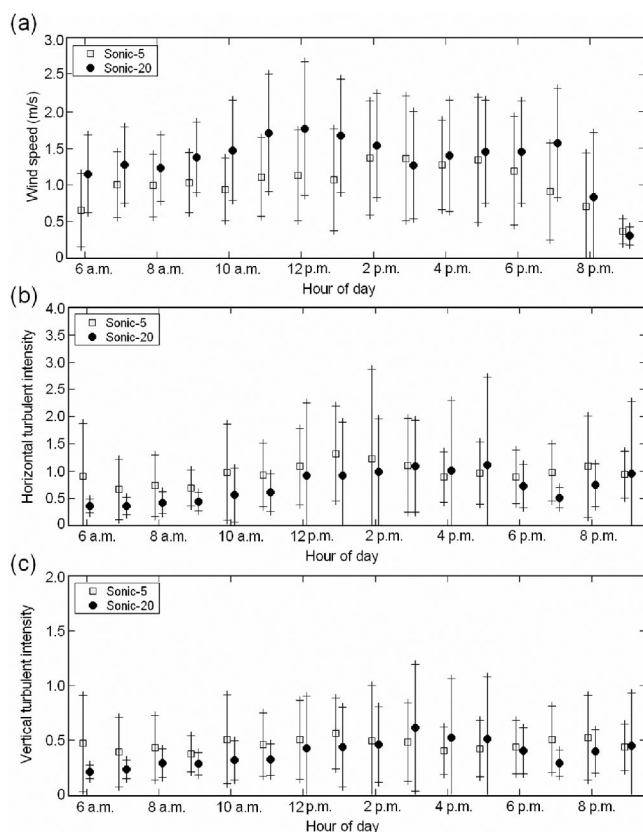 (a)
3.0
2.5
2.0
1.5
1.0
0.5
0
Wind speed (m/s)
Sonic-5
Sonic-20
6 a.m. 8 a.m. 10 a.m. 12 p.m. 2 p.m. 4 p.m. 6 p.m. 8 p.m.
Hour of day
(b)
4.0
3.5
3.0
2.5
2.0
1.5
1.0
0.5
0
Horizontal turbulent intensity
Sonic-5
Sonic-20
6 a.m. 8 a.m. 10 a.m. 12 p.m. 2 p.m. 4 p.m. 6 p.m. 8 p.m.
Hour of day
(c)
2.0
1.5
1.0
0.5
0
Vertical turbulent intensity
Sonic-5
Sonic-20
6 a.m. 8 a.m. 10 a.m. 12 p.m. 2 p.m. 4 p.m. 6 p.m. 8 p.m.
Hour of day